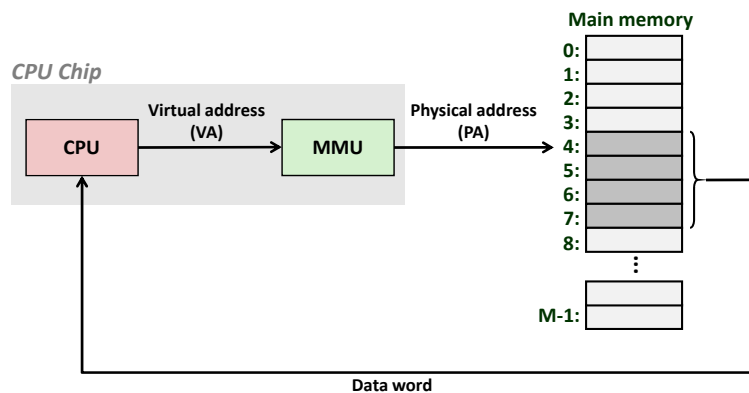 Main memory
0:
CPU Chip
1:
Virtual address
(VA)
Physical address
(PA)
2:
3:
CPU
MMU
4:
5:
6:
7:
8:
...
M-1:
Data word